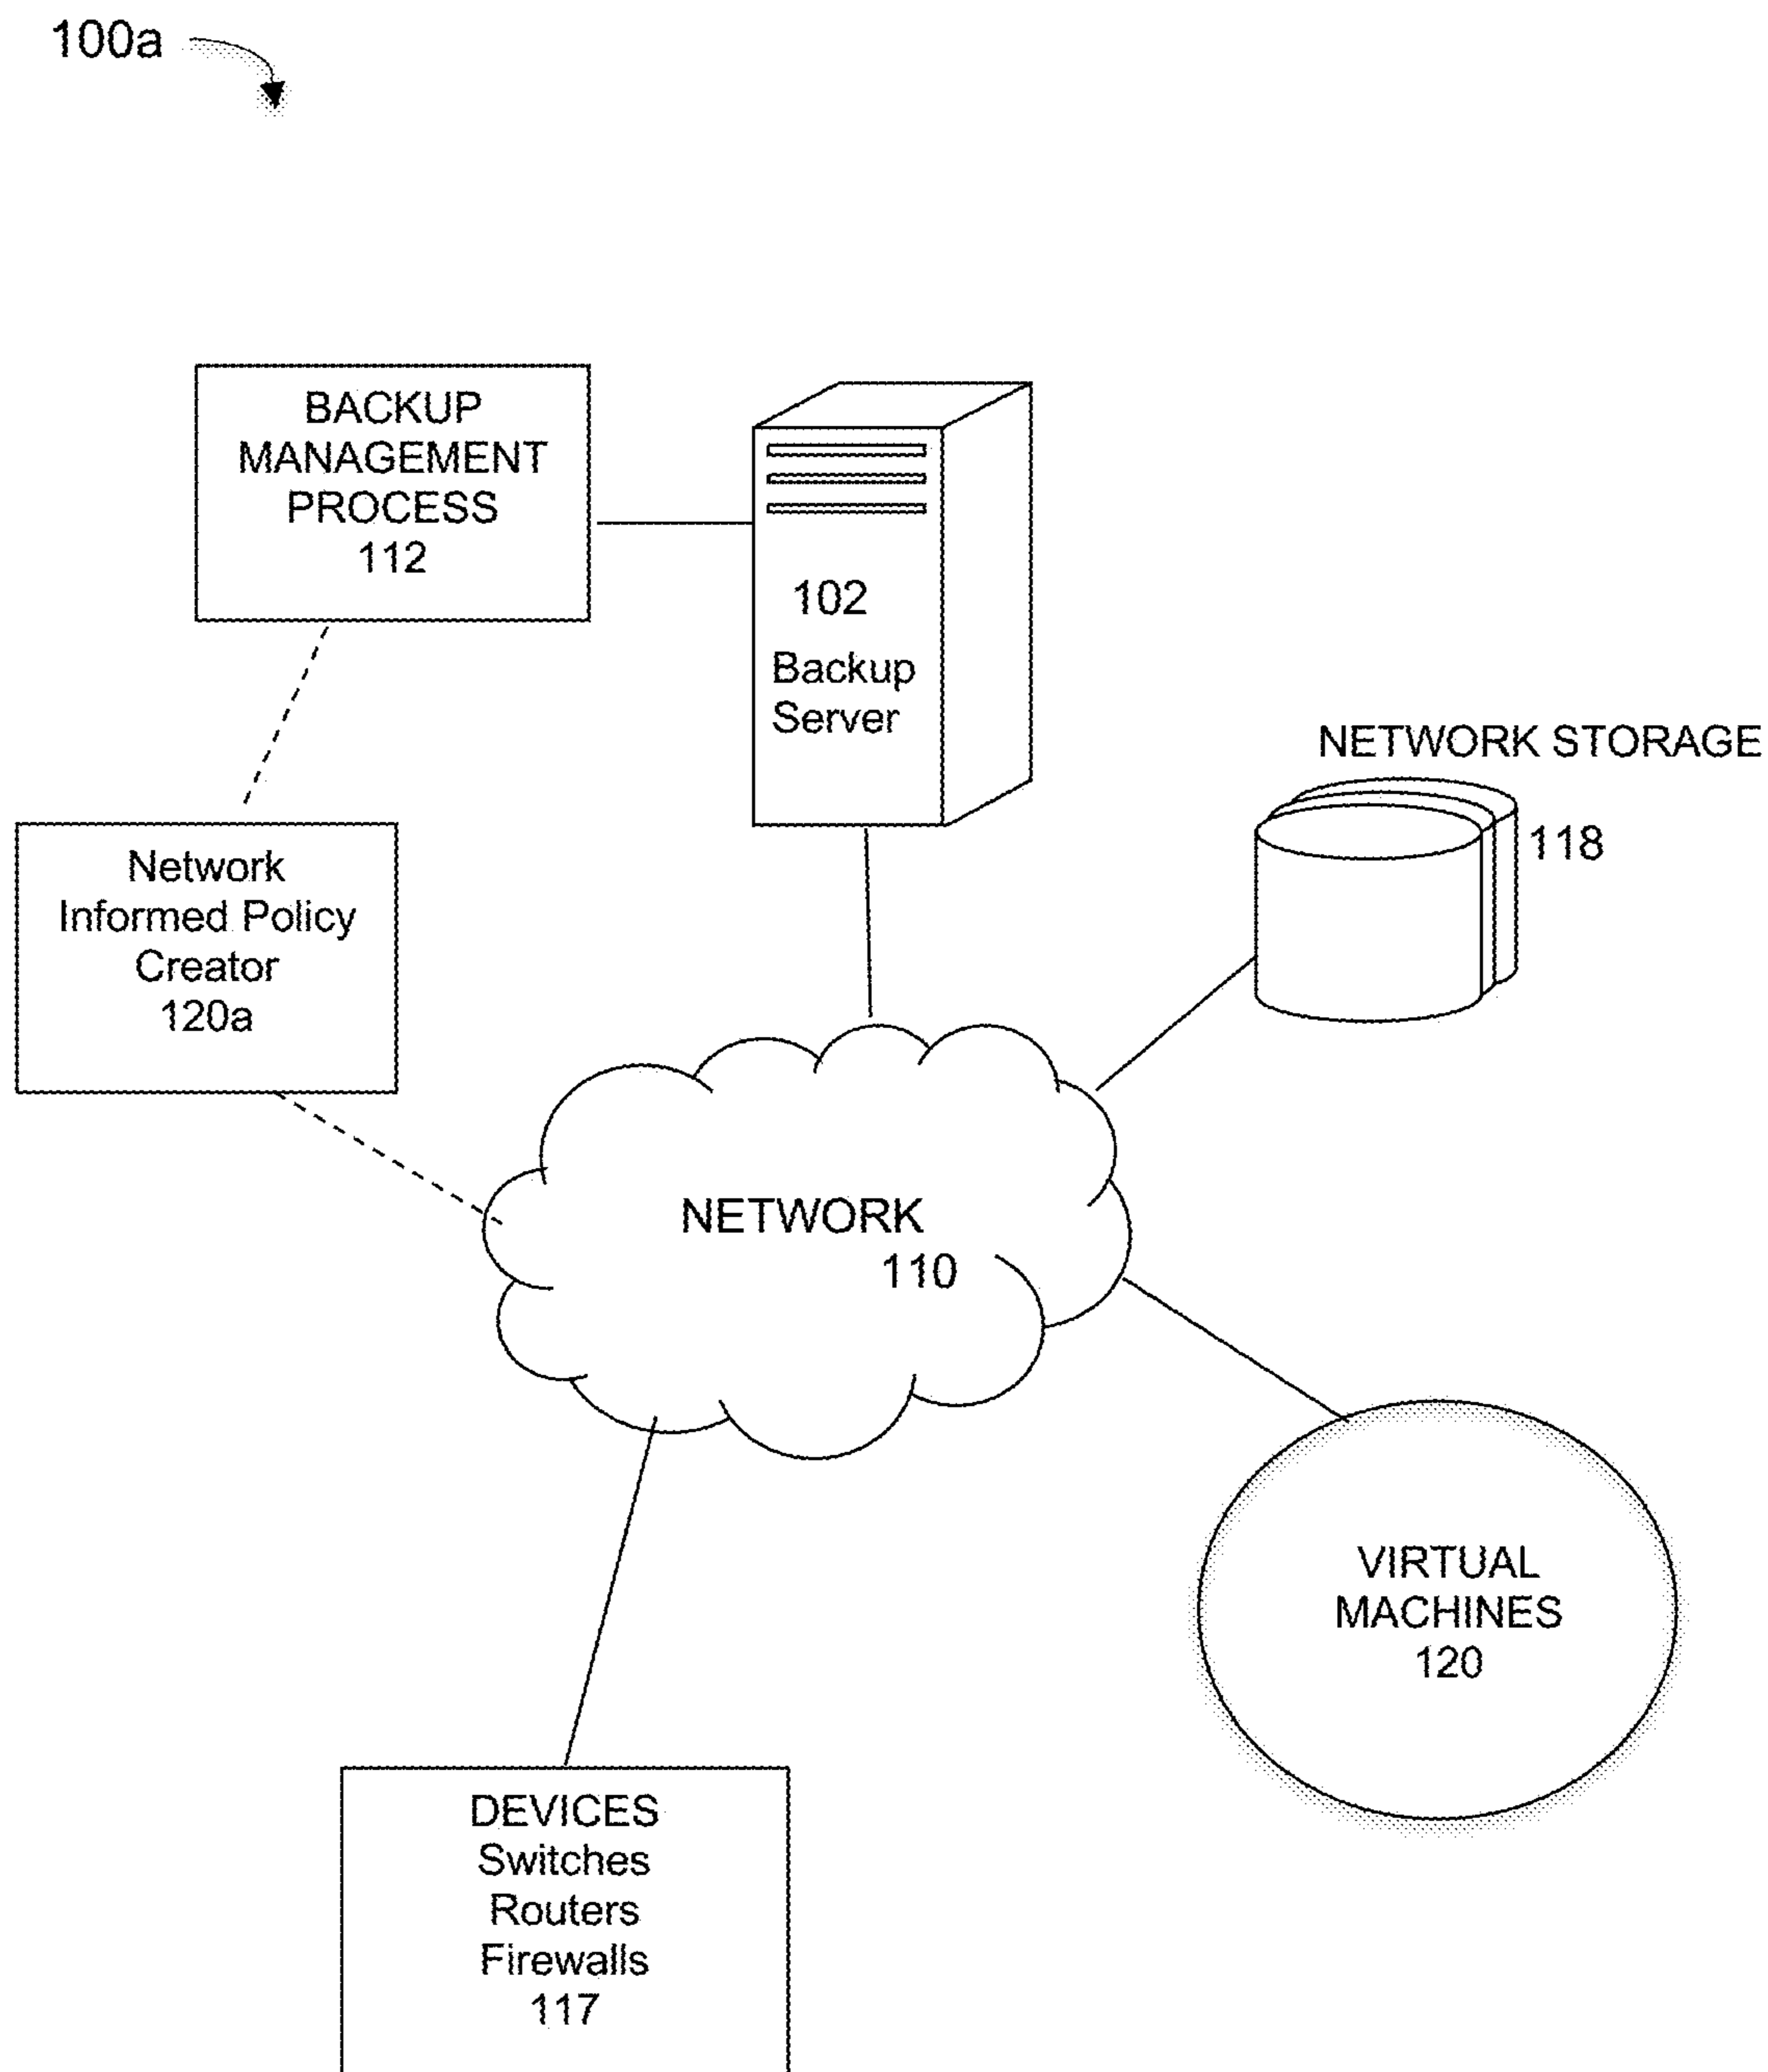 100a
BACKUP
MANAGEMENT
PROCESS
112
102
Backup
Server
NETWORK STORAGE
118
Network
Informed Policy
Creator
120a
NETWORK
110
VIRTUAL
MACHINES
120
DEVICES
Switches
Routers
Firewalls
117